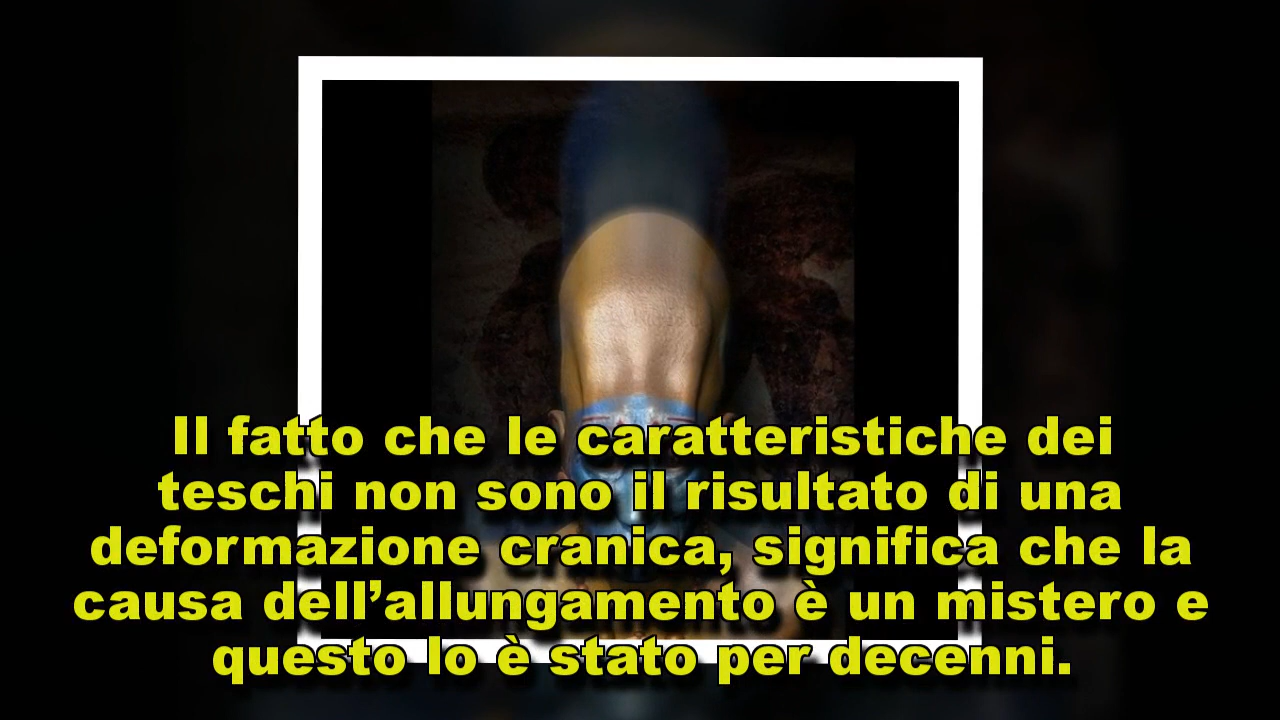 Il fatto che le caratteristiche dei
teschi non sono il risultato di una
deformazione cranica, significa che la
causa dell’allungamento è un mistero e
questo lo è stato per decenni.